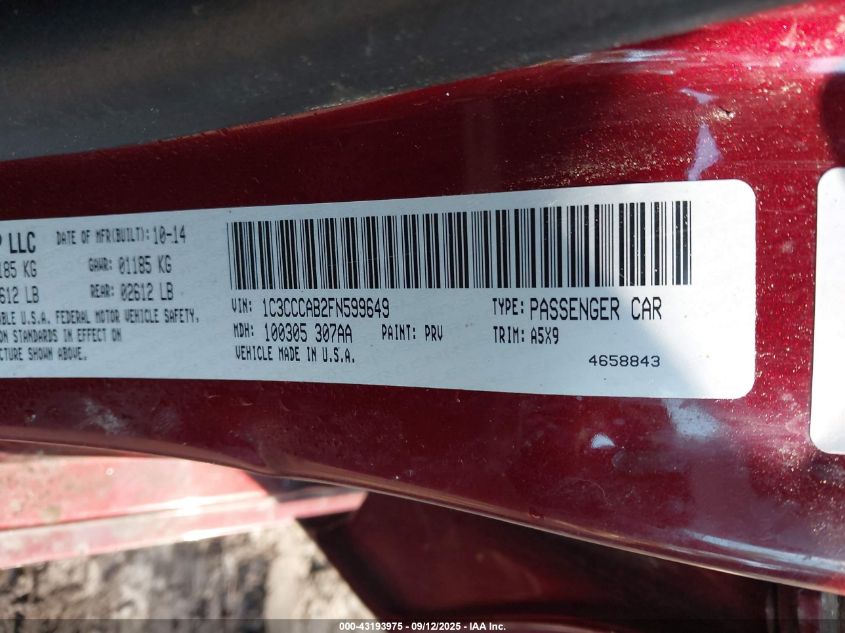 LLC DATE OF MFR(BUILT): 10-14
185 KG GAWR: 01185 KG
612 LB REAR: 02612 LB
ABLE U.S.A. FEDERAL MOTOR VEHICLE SAFETY,
ON STANDARDS IN EFFECT ON
CTURE SHOWN ABOVE.
VIN: 1C3CCCAB2FN599649 TYPE: PASSENGER CAR
MDH: 100305 307AA PAINT: PRV TRIM: A5X9
VEHICLE MADE IN U.S.A.
4658843
000-43193975 - 09/12/2025 - IAA Inc.